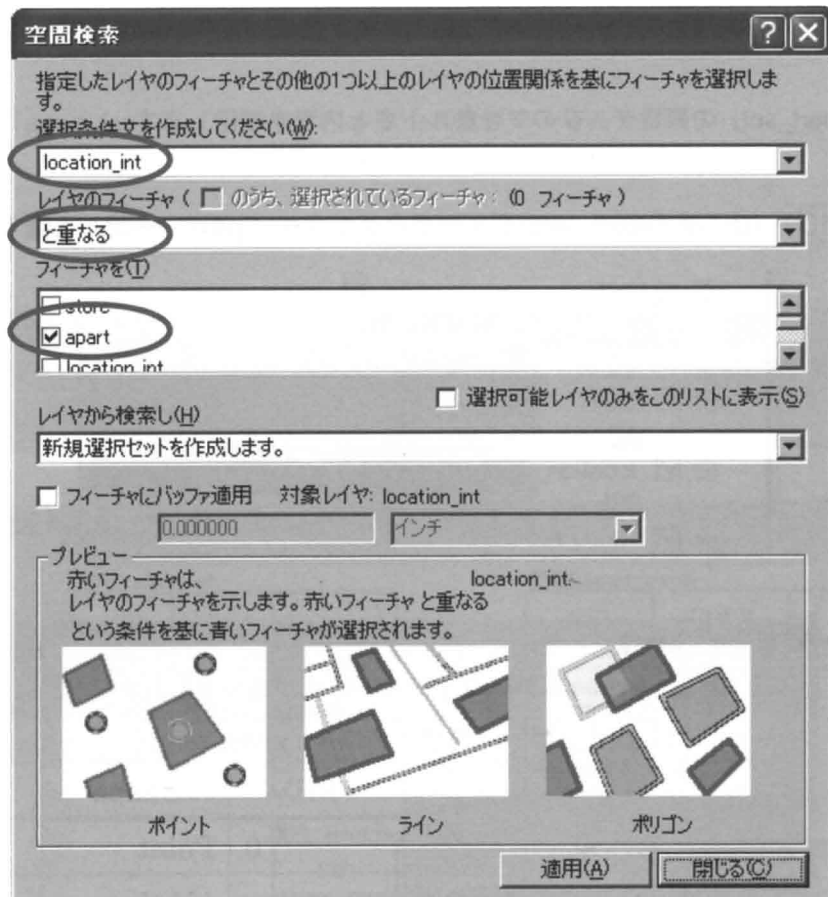 空間検索
指定したレイヤのフィーチャとその他の1つ以上のレイヤの位置関係を基にフィーチャを選択しま
す。
選択条件文を作成してください(W):
location_int
レイヤのフィーチャ ( のうち、選択されているフィーチャ: (0 フィーチャ )
と重なる
フィーチャを(T)
store
apart
location_int
選択可能レイヤのみをこのリストに表示(S)
レイヤから検索し(H)
新規選択セットを作成します。
フィーチャにバッファ適用 対象レイヤ: location_int
0.000000 インチ
プレビュー
赤いフィーチャは、 location_int
レイヤのフィーチャを示します。赤いフィーチャ と重なる
という条件を基に青いフィーチャが選択されます。
ポイント ライン ポリゴン
適用(A) 閉じる(C)